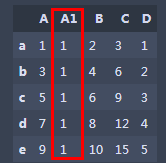 A A1 B C D
a 1 1 2 3 1
b 3 1 4 6 2
c 5 1 6 9 3
d 7 1 8 12 4
e 9 1 10 15 5